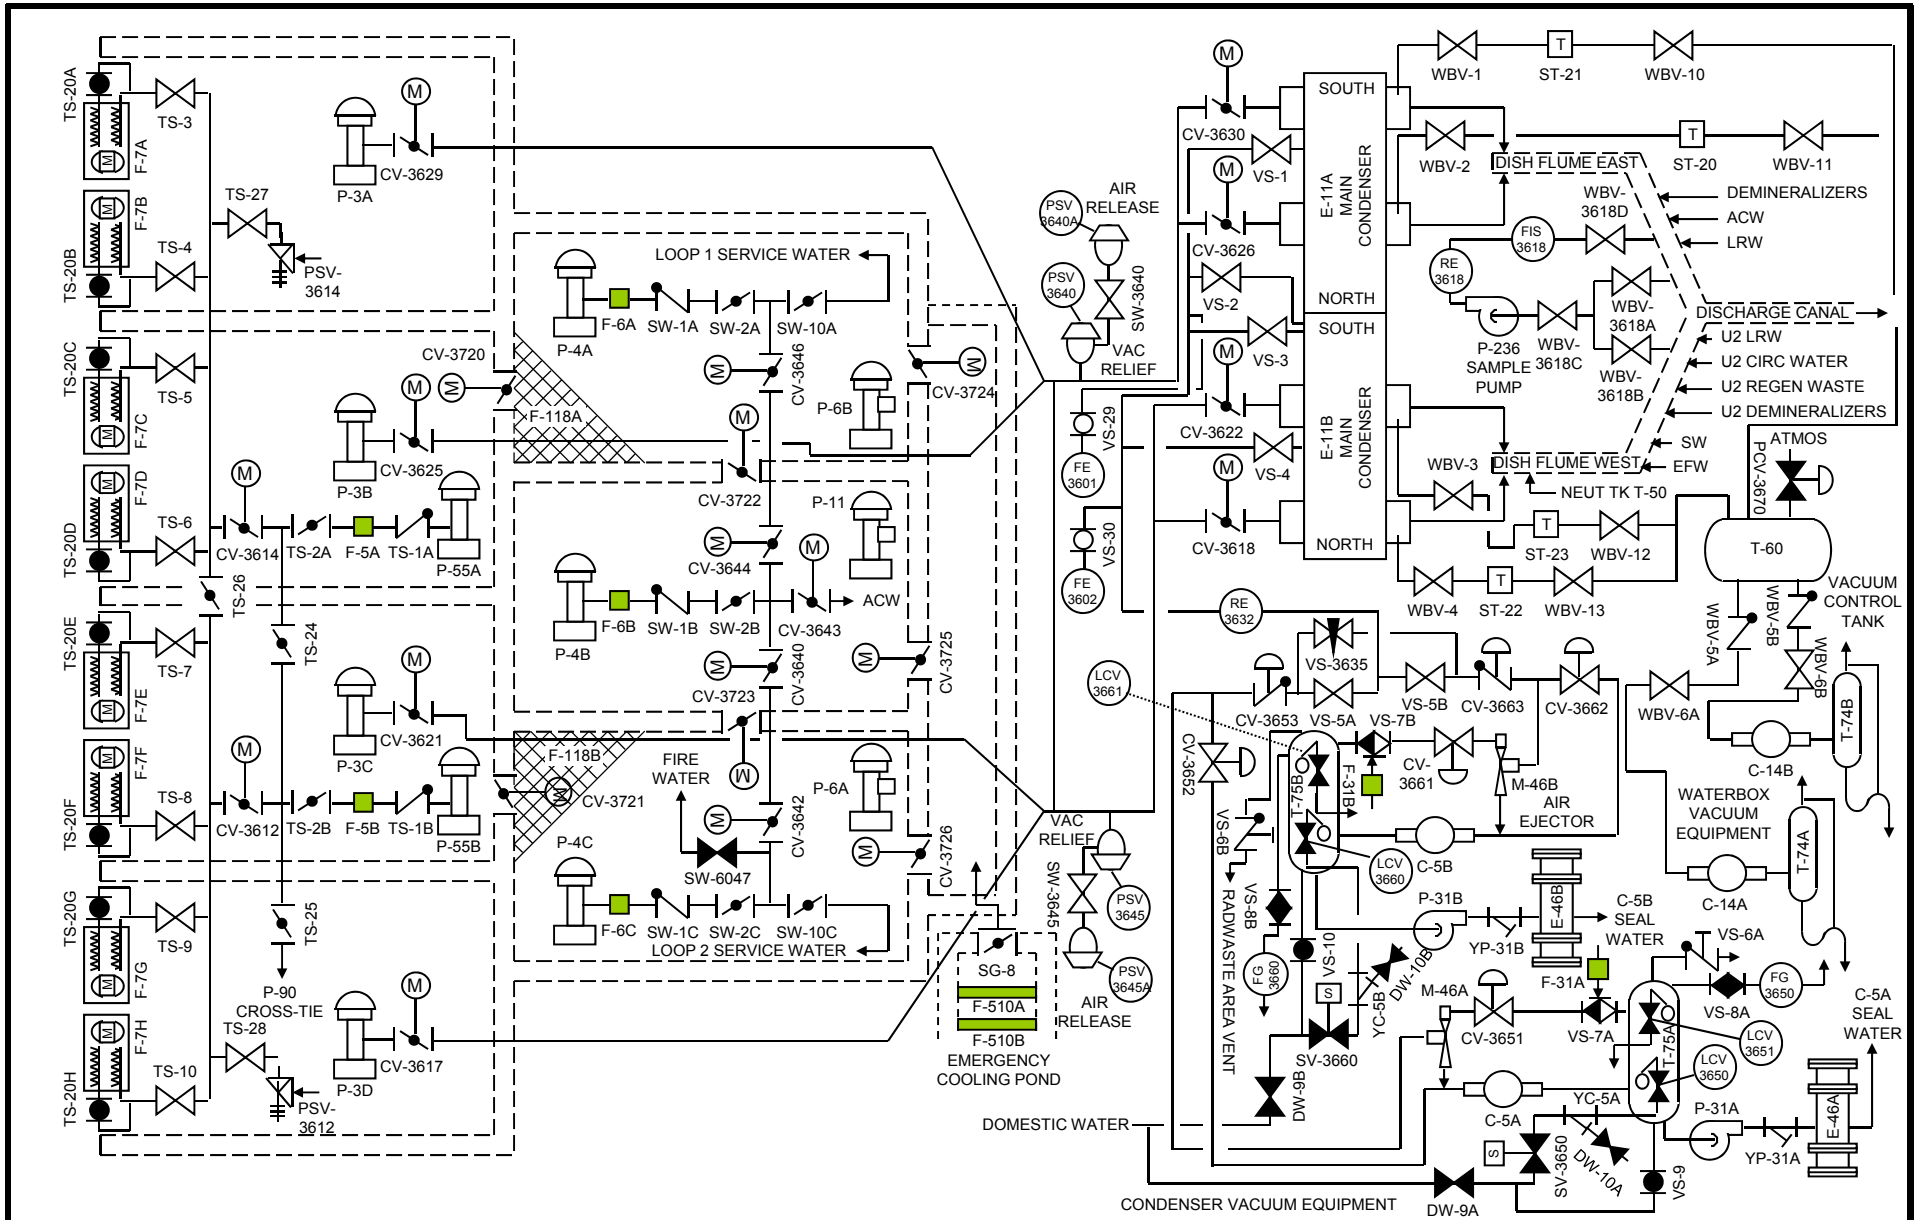 TS-20A
F-7A
TS-3
TS-20B
F-7B
TS-4
TS-27
PSV-
3614
TS-20C
F-7C
TS-5
TS-20D
F-7D
TS-6
TS-26
TS-20E
F-7E
TS-7
TS-20F
F-7F
TS-8
TS-20G
F-7G
TS-9
TS-20H
F-7H
TS-10
TS-28
PSV-
3612
M
P-3A
CV-3629
M
P-3B
CV-3625
M
CV-3614
TS-2A
F-5A
TS-1A
P-55A
TS-24
M
P-3C
CV-3621
M
CV-3612
TS-2B
F-5B
TS-1B
P-55B
TS-25
P-90
CROSS-TIE
M
P-3D
CV-3617
CV-3720
M
F-118A
F-118B
M
CV-3721
LOOP 1 SERVICE WATER
P-4A
F-6A
SW-1A
SW-2A
SW-10A
M
CV-3646
P-6B
M
CV-3724
M
CV-3722
P-11
M
CV-3644
M
P-4B
F-6B
SW-1B
SW-2B
CV-3643
ACW
M
CV-3640
M
CV-3725
CV-3723
M
FIRE
WATER
M
CV-3642
P-6A
M
CV-3726
SW-6047
P-4C
F-6C
SW-1C
SW-2C
SW-10C
LOOP 2 SERVICE WATER
SG-8
F-510A
F-510B
EMERGENCY
COOLING POND
PSV
3640A
AIR
RELEASE
PSV
3640
SW-3640
VAC
RELIEF
VS-29
FE
3601
VS-30
FE
3602
VAC
RELIEF
SW-3645
PSV
3645
PSV
3645A
AIR
RELEASE
M
CV-3630
VS-1
M
CV-3626
VS-2
VS-3
M
CV-3622
VS-4
M
CV-3618
SOUTH
E-11A
MAIN
CONDENSER
NORTH
SOUTH
E-11B
MAIN
CONDENSER
NORTH
WBV-1
T
ST-21
WBV-10
WBV-2
T
ST-20
WBV-11
DISH FLUME EAST
WBV-
3618D
FIS
3618
RE
3618
P-236
SAMPLE
PUMP
WBV-
3618C
WBV-
3618A
WBV-
3618B
DEMINERALIZERS
ACW
LRW
DISCHARGE CANAL
U2 LRW
U2 CIRC WATER
U2 REGEN WASTE
U2 DEMINERALIZERS
SW
EFW
NEUT TK T-50
DISH FLUME WEST
WBV-3
T
ST-23
WBV-12
WBV-4
T
ST-22
WBV-13
ATMOS
PCV-3670
T-60
WBV-5A
WBV-5B
WBV-6A
WBV-6B
VACUUM
CONTROL
TANK
T-74B
C-14B
WATERBOX
VACUUM
EQUIPMENT
T-74A
C-14A
RE
3632
VS-3635
LCV
3661
CV-3653
VS-5A
VS-5B
CV-3663
CV-3662
VS-7B
CV-3652
T-75B
F-31B
CV-
3661
M-46B
AIR
EJECTOR
VS-6B
C-5B
LCV
3660
RADWASTE AREA VENT
VS-8B
FG
3660
VS-10
P-31B
YP-31B
E-46B
C-5B
SEAL
WATER
DW-10B
YC-5B
S
SV-3660
DW-9B
DOMESTIC WATER
VS-6A
F-31A
M-46A
CV-3651
VS-7A
T-75A
VS-8A
FG
3650
LCV
3651
LCV
3650
C-5A
SEAL
WATER
C-5A
YC-5A
S
SV-3650
DW-10A
P-31A
YP-31A
E-46A
VS-9
DW-9A
CONDENSER VACUUM EQUIPMENT